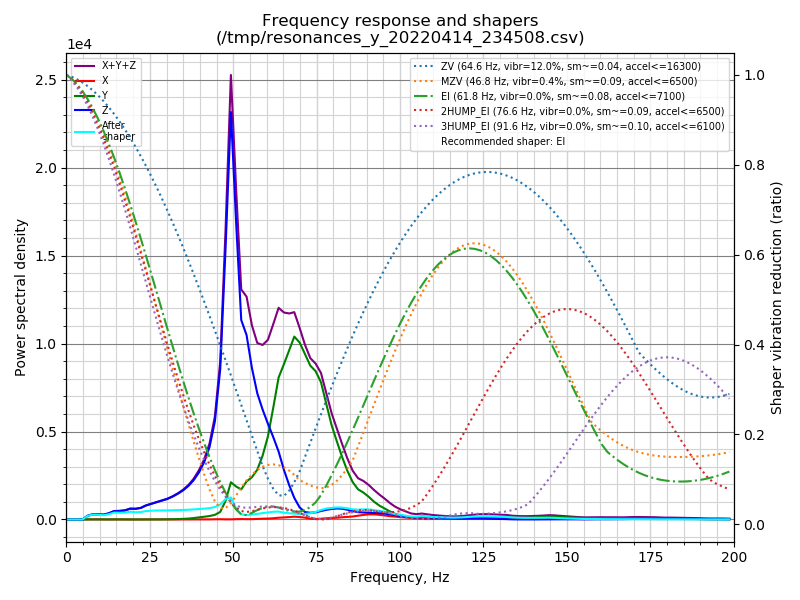 Frequency response and shapers
(/tmp/resonances_y_20220414_234508.csv)
1e4
X+Y+Z
X
Y
Z
After
shaper
ZV (64.6 Hz, vibr=12.0%, sm~=0.04, accel<=16300)
MZV (46.8 Hz, vibr=0.4%, sm~=0.09, accel<=6500)
EI (61.8 Hz, vibr=0.0%, sm~=0.08, accel<=7100)
2HUMP_EI (76.6 Hz, vibr=0.0%, sm~=0.09, accel<=6500)
3HUMP_EI (91.6 Hz, vibr=0.0%, sm~=0.10, accel<=6100)
Recommended shaper: EI
2.5
2.0
1.5
1.0
0.5
0.0
Power spectral density
1.0
0.8
0.6
0.4
0.2
0.0
Shaper vibration reduction (ratio)
0 25 50 75 100 125 150 175 200
Frequency, Hz